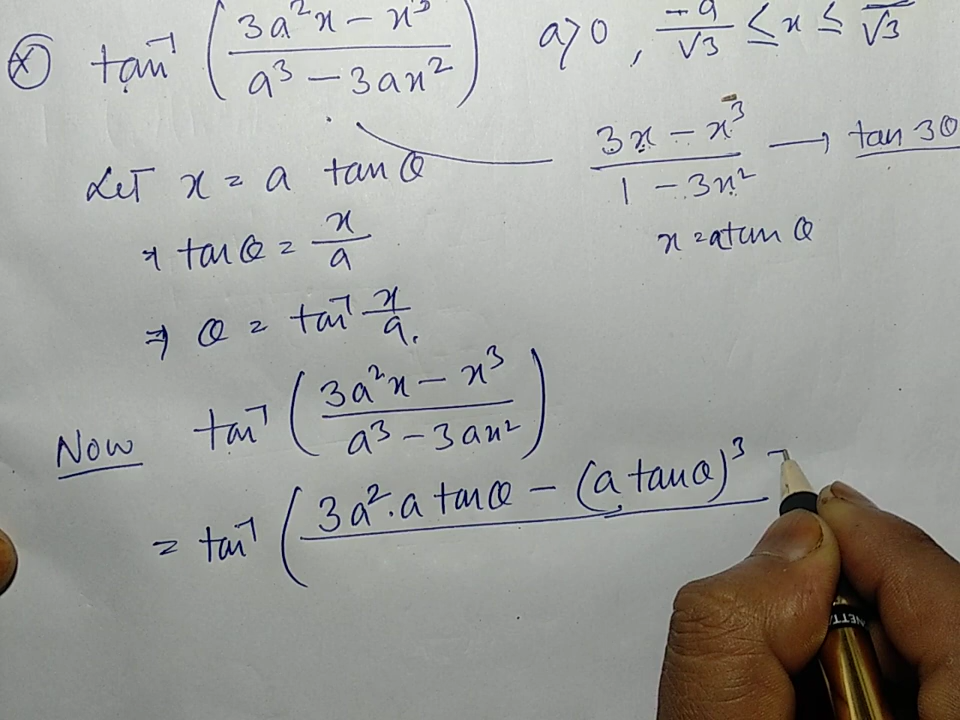 (x) tan⁻¹ ( (3a²x − x³) / (a³ − 3ax²) ) a>0 , −a/√3 ≤ x ≤ /√3
(3x − x³) / (1 − 3x²) → tan 3θ
Let x = a tan θ
x = a tan θ
⇒ tan θ = x/a
⇒ θ = tan⁻¹ x/a.
Now tan⁻¹ ( (3a²x − x³) / (a³ − 3ax²) )
= tan⁻¹ ( 3a².a tan θ − (a tan θ)³
NETTA